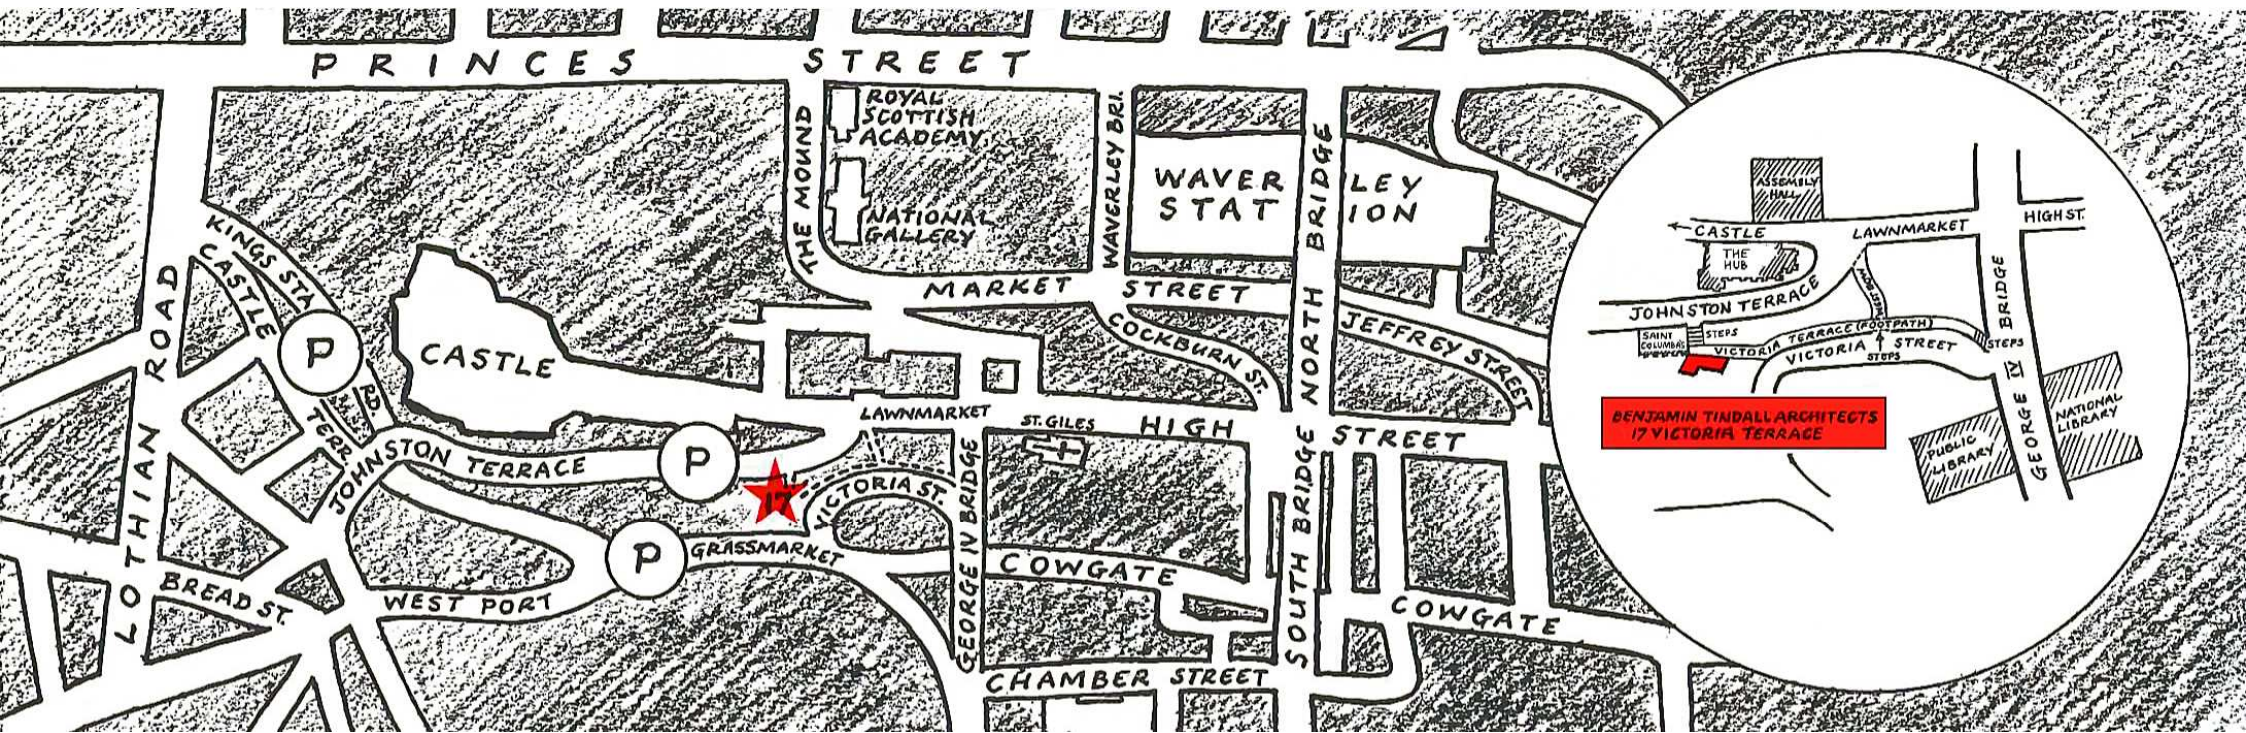 PRINCES STREET
ROYAL
SCOTTISH
ACADEMY
NATIONAL
GALLERY
THE MOUND
WAVERLEY BRI.
WAVERLEY
STATION
NORTH BRIDGE
KINGS STA
CASTLE
P
RD.
TERR
LOTHIAN ROAD
CASTLE
MARKET STREET
COCKBURN ST.
JEFFREY STREET
LAWNMARKET
ST. GILES
HIGH STREET
JOHNSTON TERRACE
P
17
VICTORIA ST.
GEORGE IV BRIDGE
SOUTH BRIDGE
P
GRASSMARKET
COWGATE
COWGATE
BREAD ST.
WEST PORT
CHAMBER STREET
ASSEMBLY
HALL
CASTLE
LAWNMARKET
HIGH ST.
THE
HUB
JOHNSTON TERRACE
SAINT
COLUMBA'S
STEPS
VICTORIA TERRACE (FOOTPATH)
VICTORIA STREET
STEPS
STEPS
GEORGE IV BRIDGE
BENJAMIN TINDALL ARCHITECTS
17 VICTORIA TERRACE
PUBLIC
LIBRARY
NATIONAL
LIBRARY